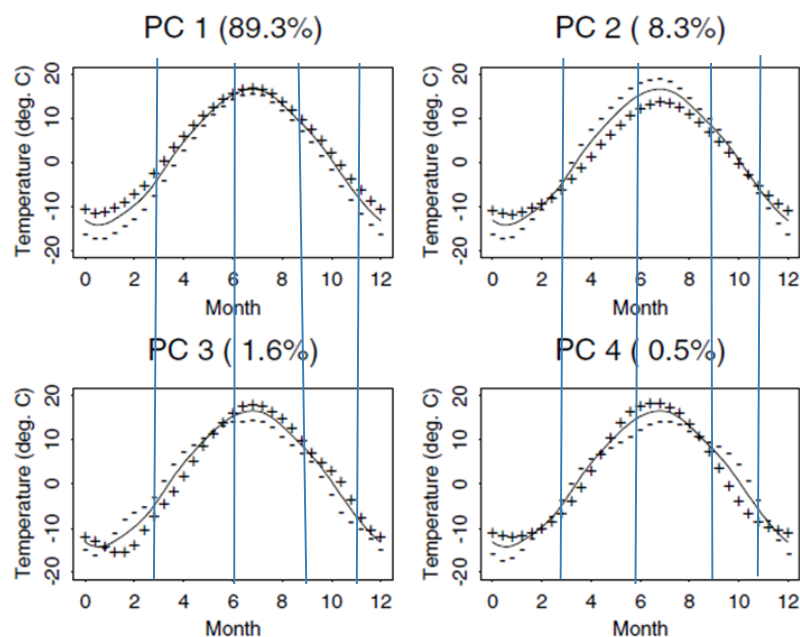 PC 1 (89.3%)
Temperature (deg. C)
20
10
0
-10
-20
0 2 4 6 8 10 12
Month
PC 2 ( 8.3%)
Temperature (deg. C)
20
10
0
-10
-20
0 2 4 6 8 10 12
Month
PC 3 ( 1.6%)
Temperature (deg. C)
20
10
0
-10
-20
0 2 4 6 8 10 12
Month
PC 4 ( 0.5%)
Temperature (deg. C)
20
10
0
-10
-20
0 2 4 6 8 10 12
Month